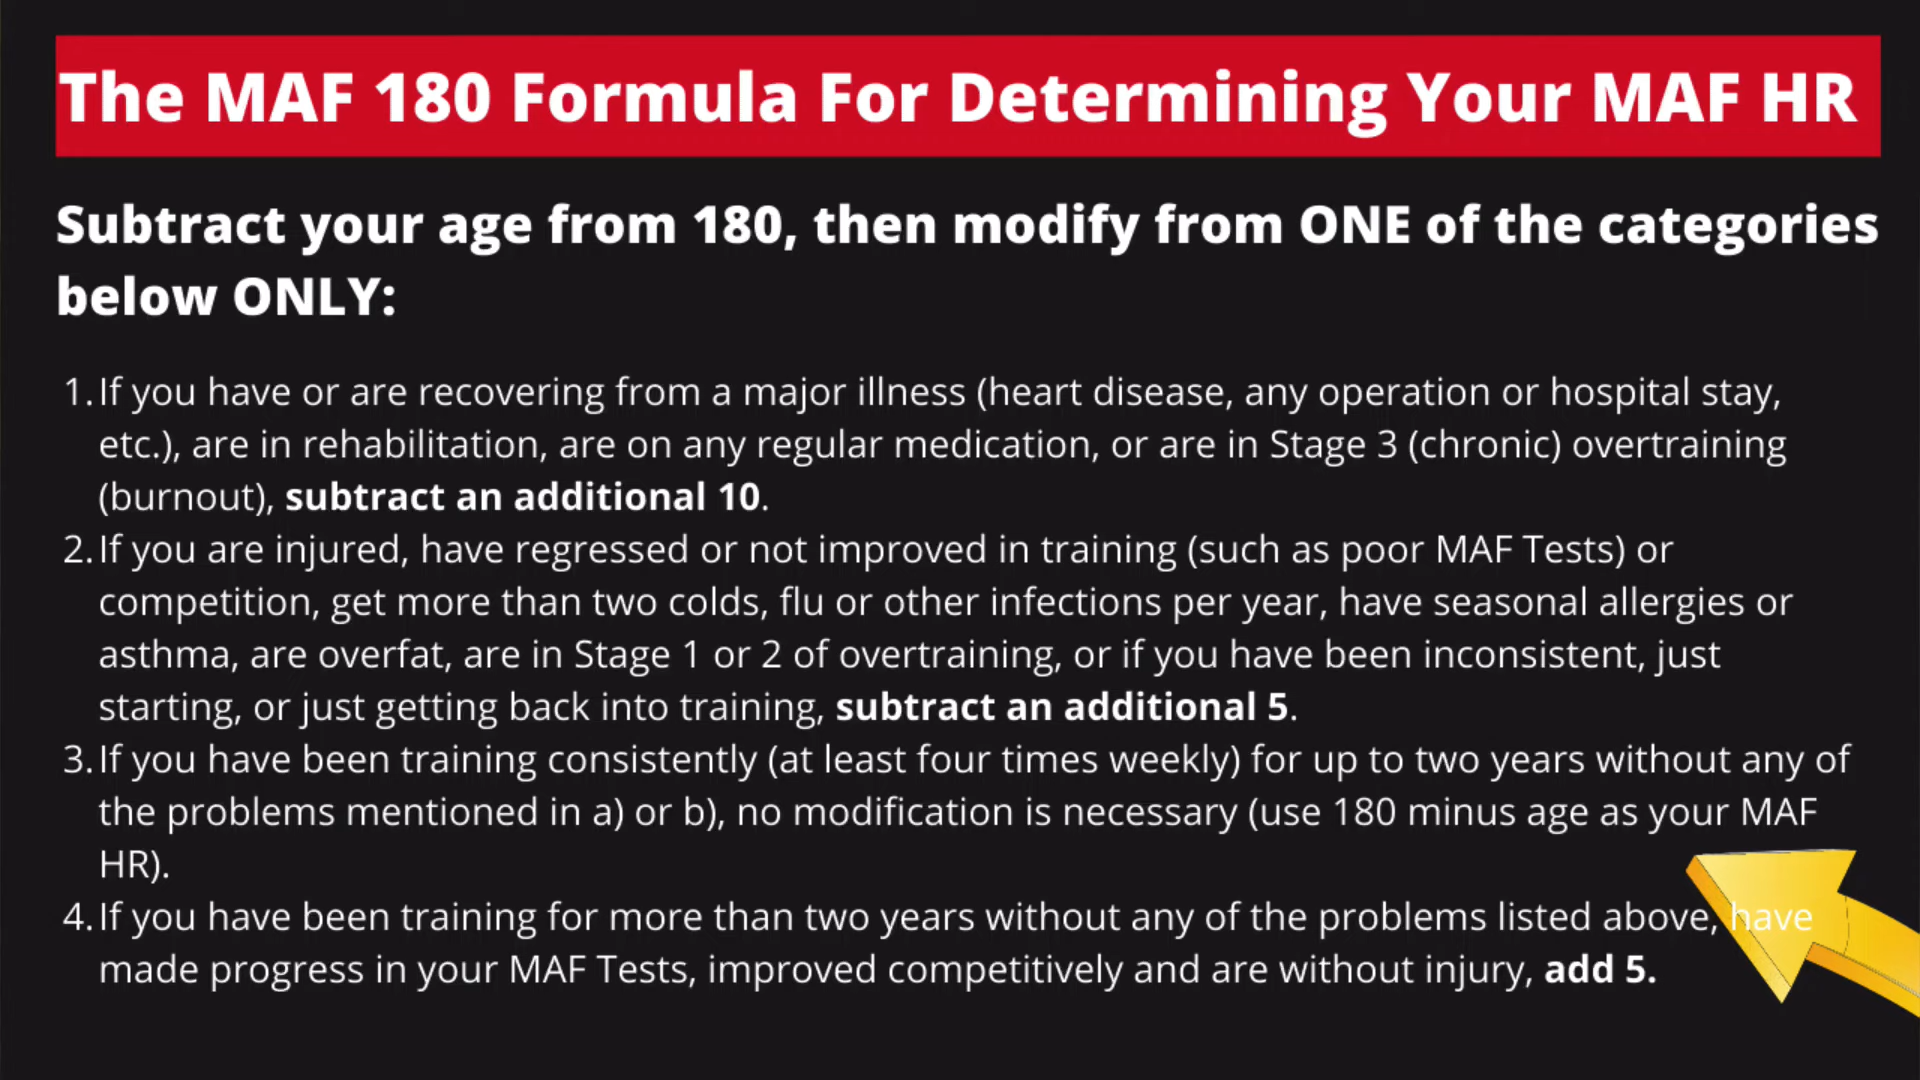 The MAF 180 Formula For Determining Your MAF HR
Subtract your age from 180, then modify from ONE of the categories
below ONLY:
1. If you have or are recovering from a major illness (heart disease, any operation or hospital stay,
etc.), are in rehabilitation, are on any regular medication, or are in Stage 3 (chronic) overtraining
(burnout), subtract an additional 10.
2. If you are injured, have regressed or not improved in training (such as poor MAF Tests) or
competition, get more than two colds, flu or other infections per year, have seasonal allergies or
asthma, are overfat, are in Stage 1 or 2 of overtraining, or if you have been inconsistent, just
starting, or just getting back into training, subtract an additional 5.
3. If you have been training consistently (at least four times weekly) for up to two years without any of
the problems mentioned in a) or b), no modification is necessary (use 180 minus age as your MAF
HR).
4. If you have been training for more than two years without any of the problems listed above, have
made progress in your MAF Tests, improved competitively and are without injury, add 5.